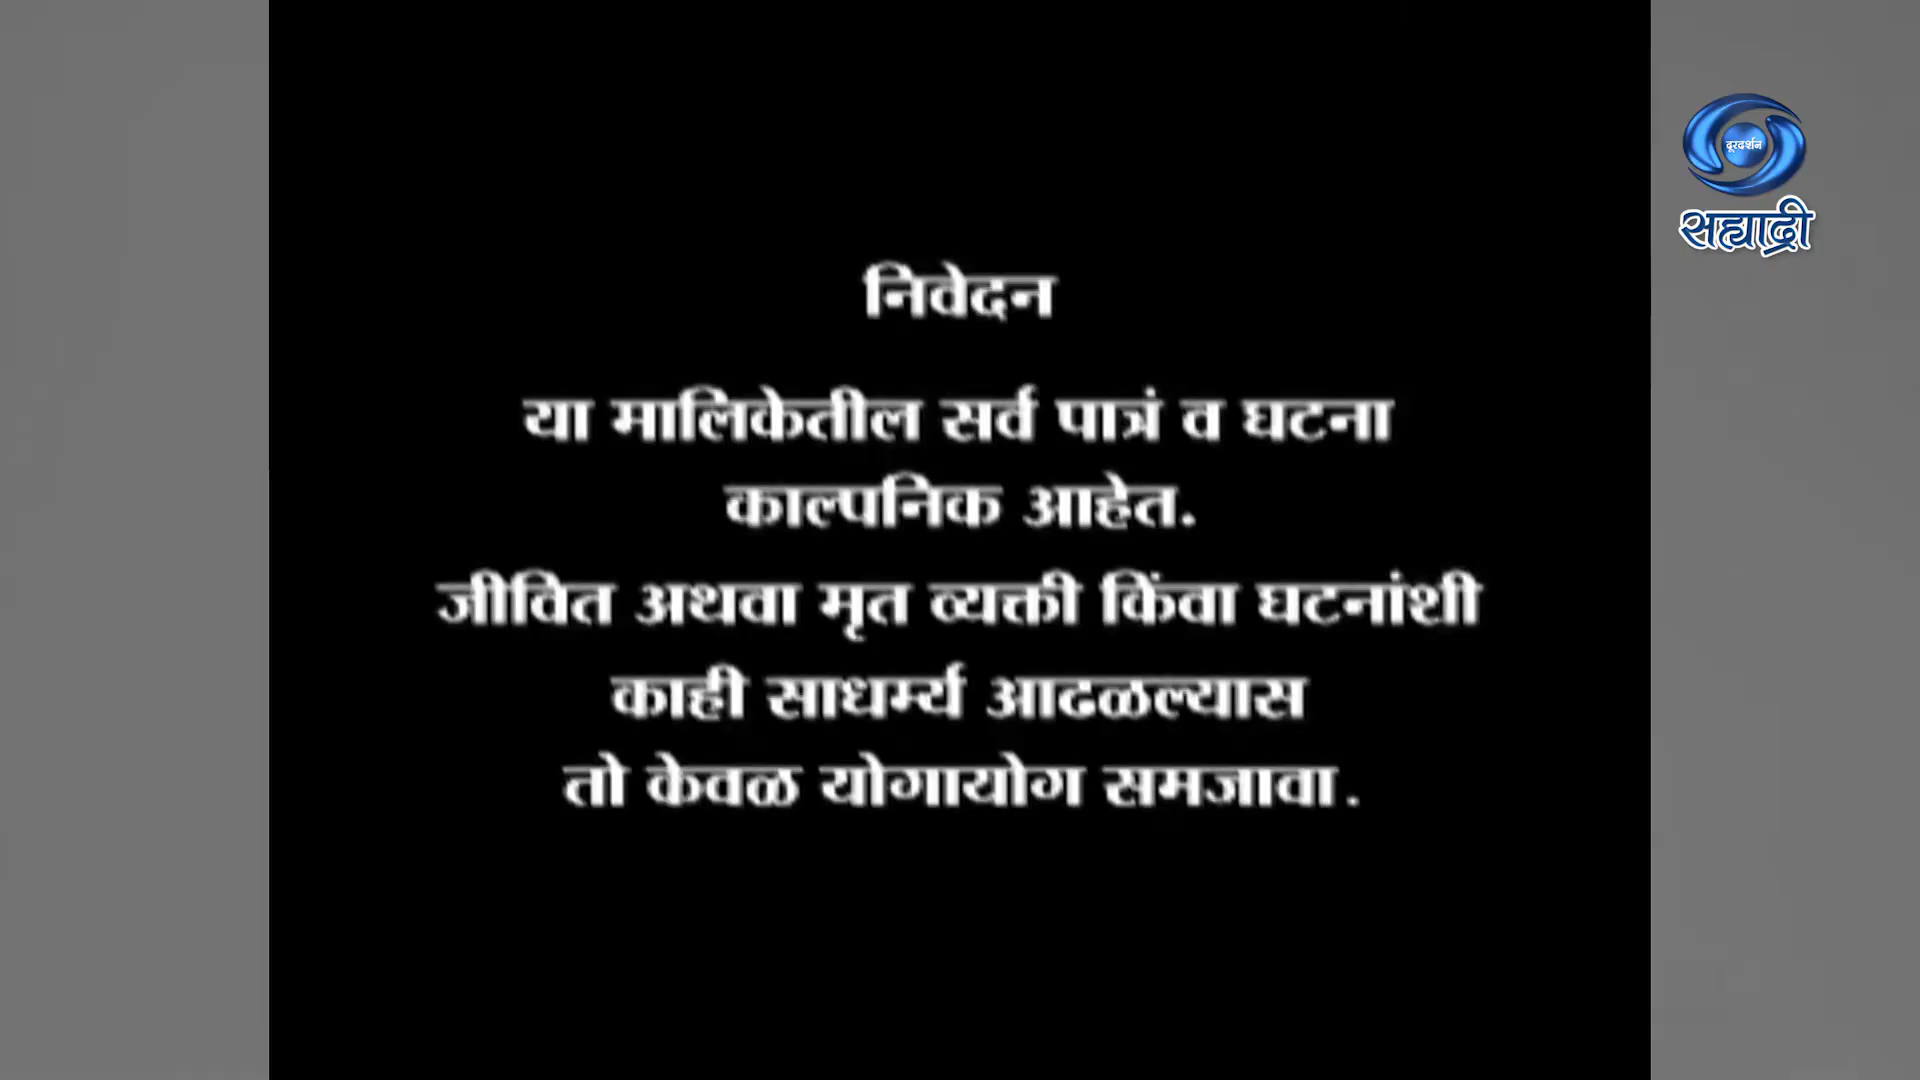 दूरदर्शन
सह्याद्री
निवेदन
या मालिकेतील सर्व पात्रं व घटना
काल्पनिक आहेत.
जीवित अथवा मृत व्यक्ती किंवा घटनांशी
काही साधर्म्य आढळल्यास
तो केवळ योगायोग समजावा.